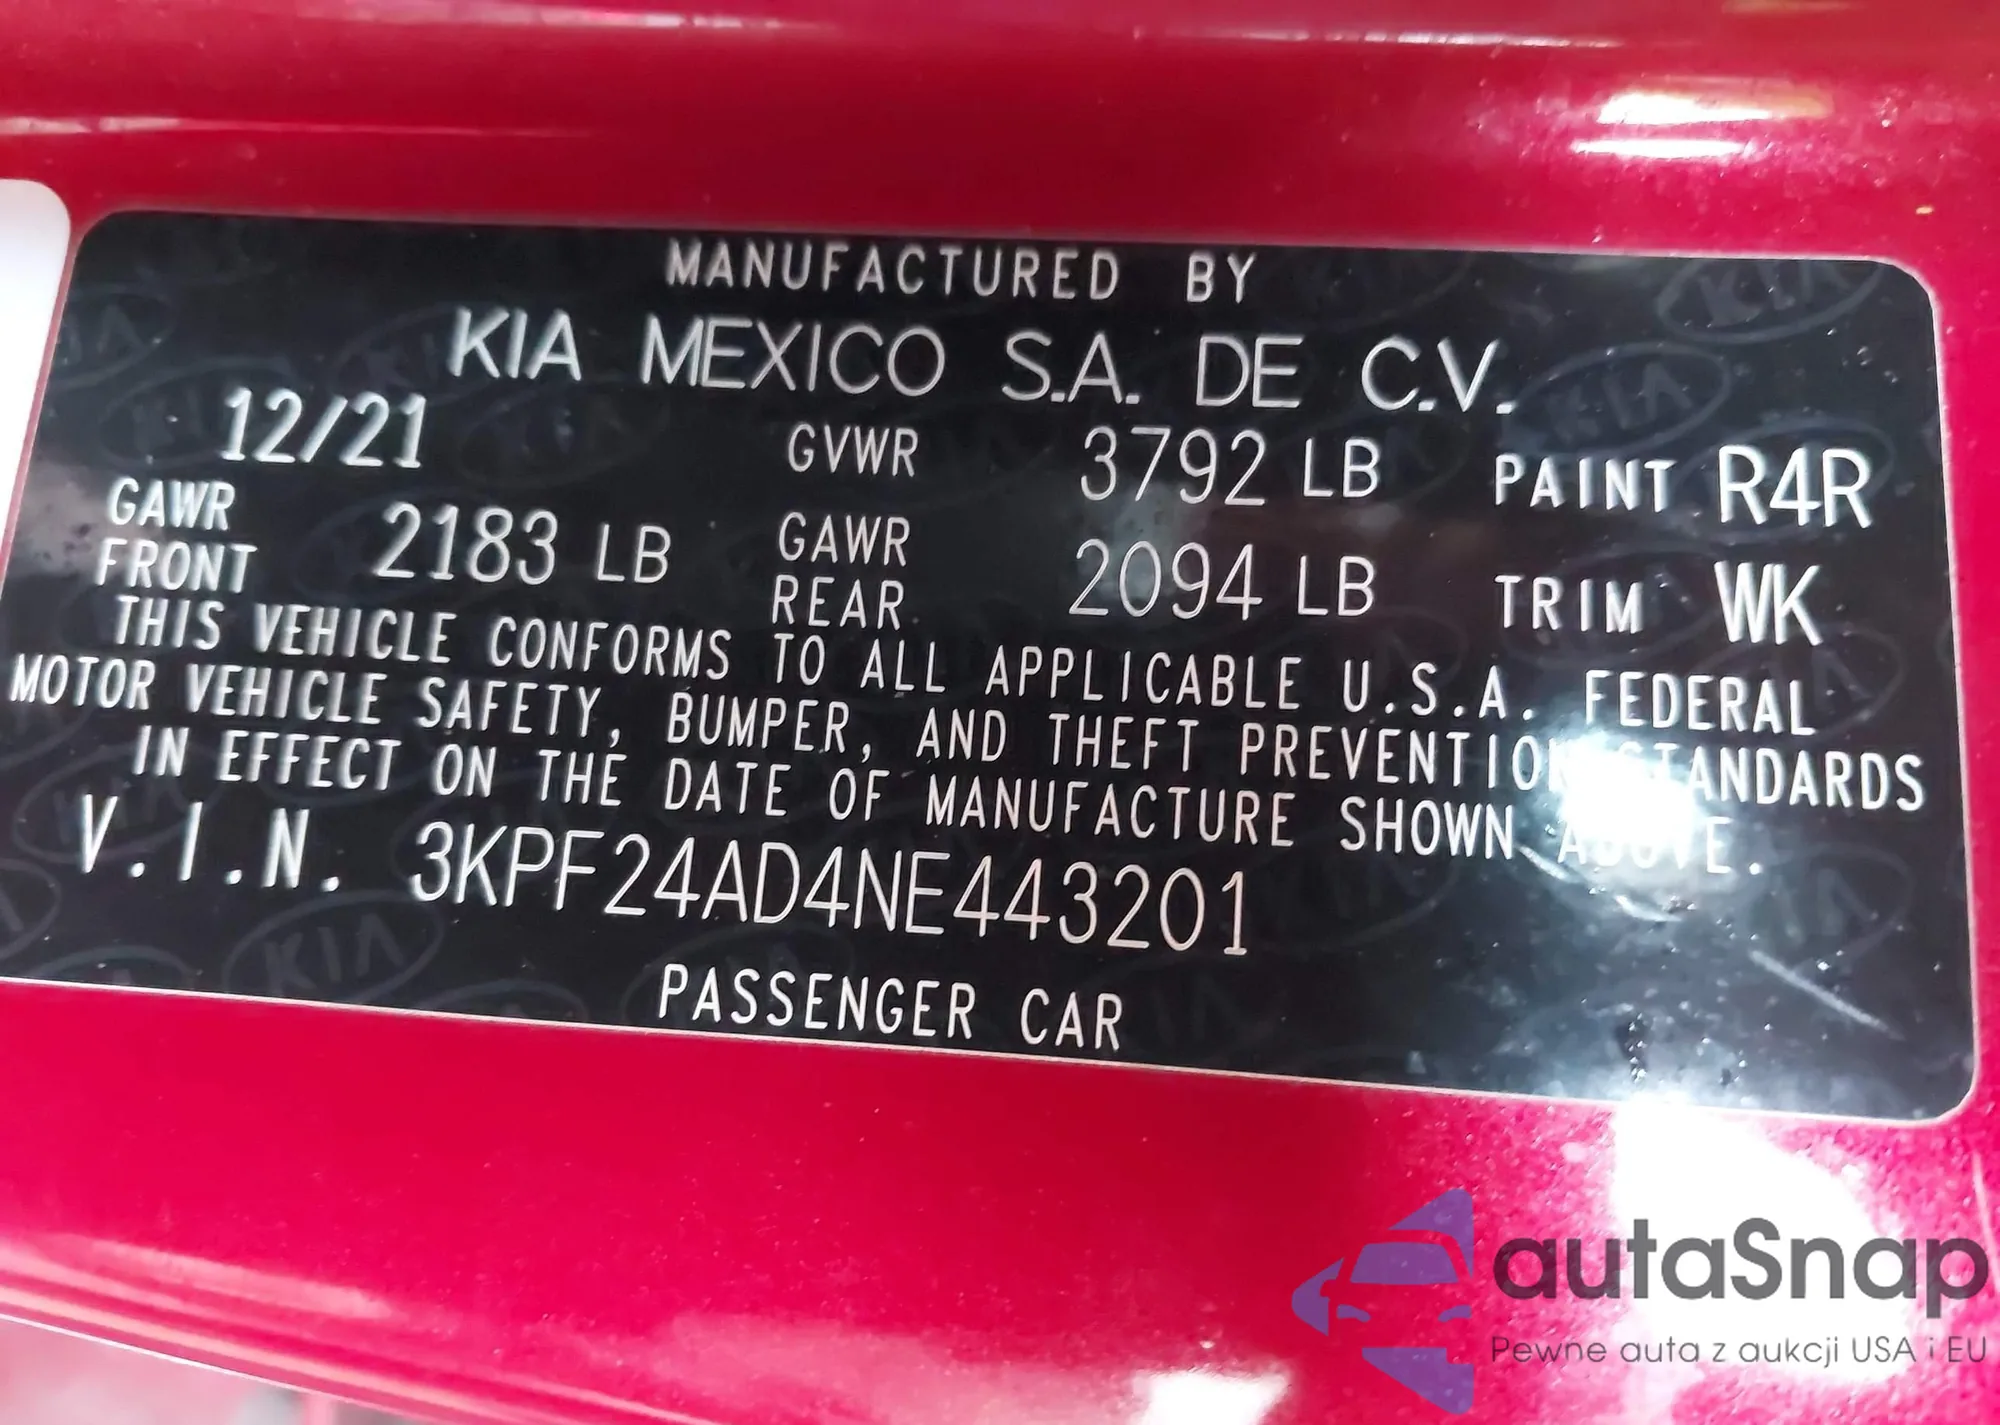 MANUFACTURED BY
KIA MEXICO S.A. DE C.V.
12/21 GVWR 3792 LB PAINT R4R
GAWR FRONT 2183 LB GAWR REAR 2094 LB TRIM WK
THIS VEHICLE CONFORMS TO ALL APPLICABLE U.S.A. FEDERAL
MOTOR VEHICLE SAFETY, BUMPER, AND THEFT PREVENTION STANDARDS
IN EFFECT ON THE DATE OF MANUFACTURE SHOWN ABOVE.
V.I.N. 3KPF24AD4NE443201
PASSENGER CAR
autaSnap
Pewne auta z aukcji USA i EU